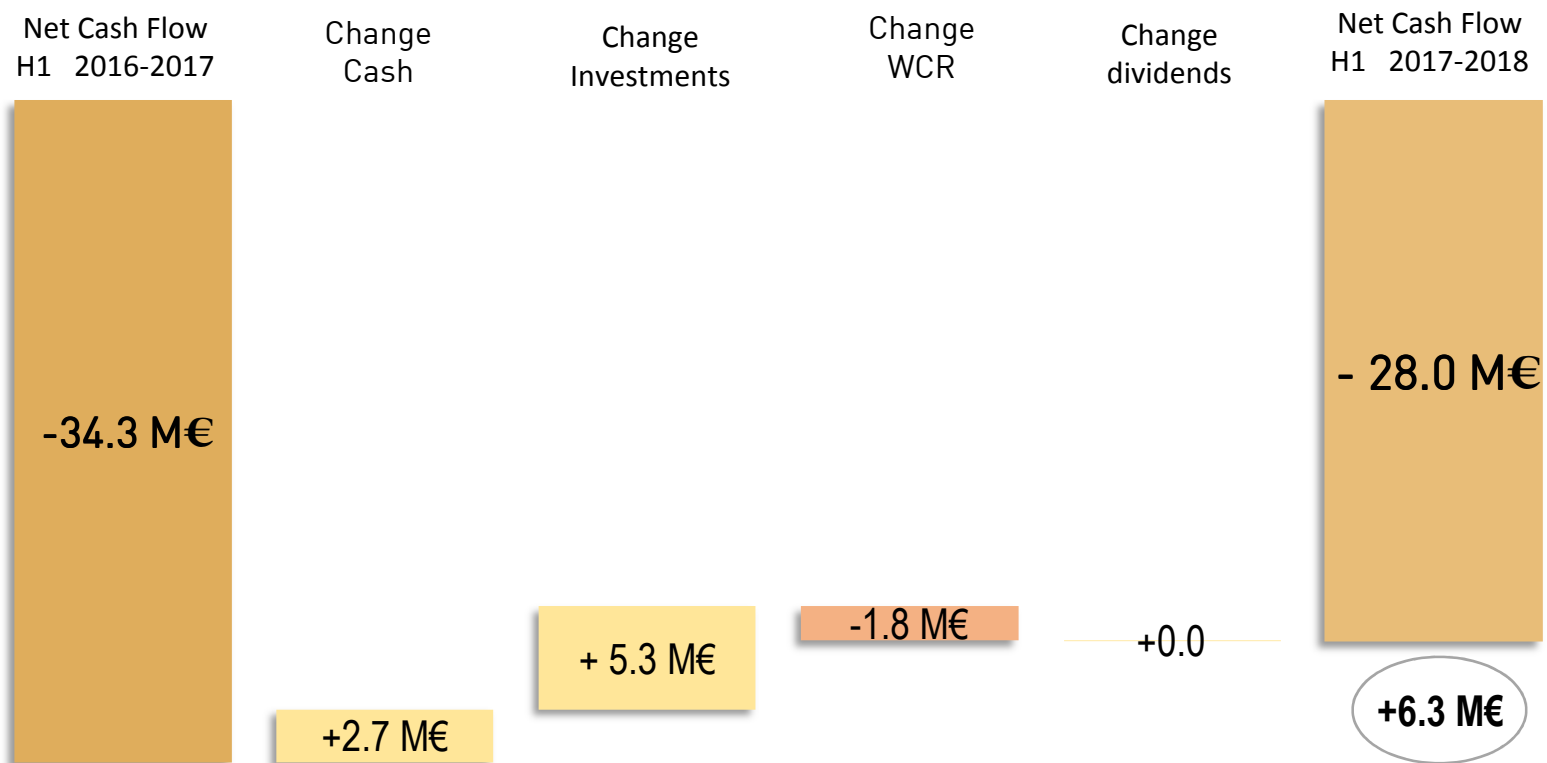 Net Cash Flow
H1 2016-2017
Change
Cash
Change
Investments
Change
WCR
Change
dividends
Net Cash Flow
H1 2017-2018
-34.3 M€
+2.7 M€
+ 5.3 M€
-1.8 M€
+0.0
- 28.0 M€
+6.3 M€